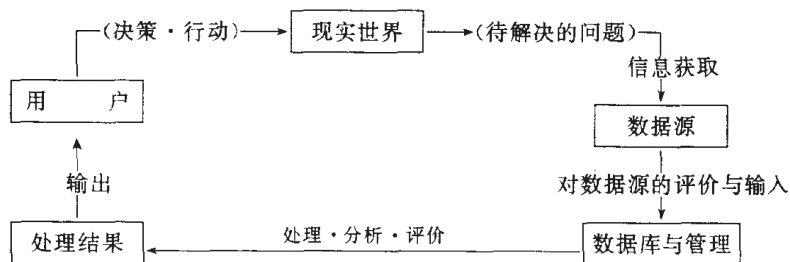 (决策·行动) 现实世界 (待解决的问题)
信息获取
用 户
数据源
输出
对数据源的评价与输入
处理·分析·评价
处理结果 数据库与管理